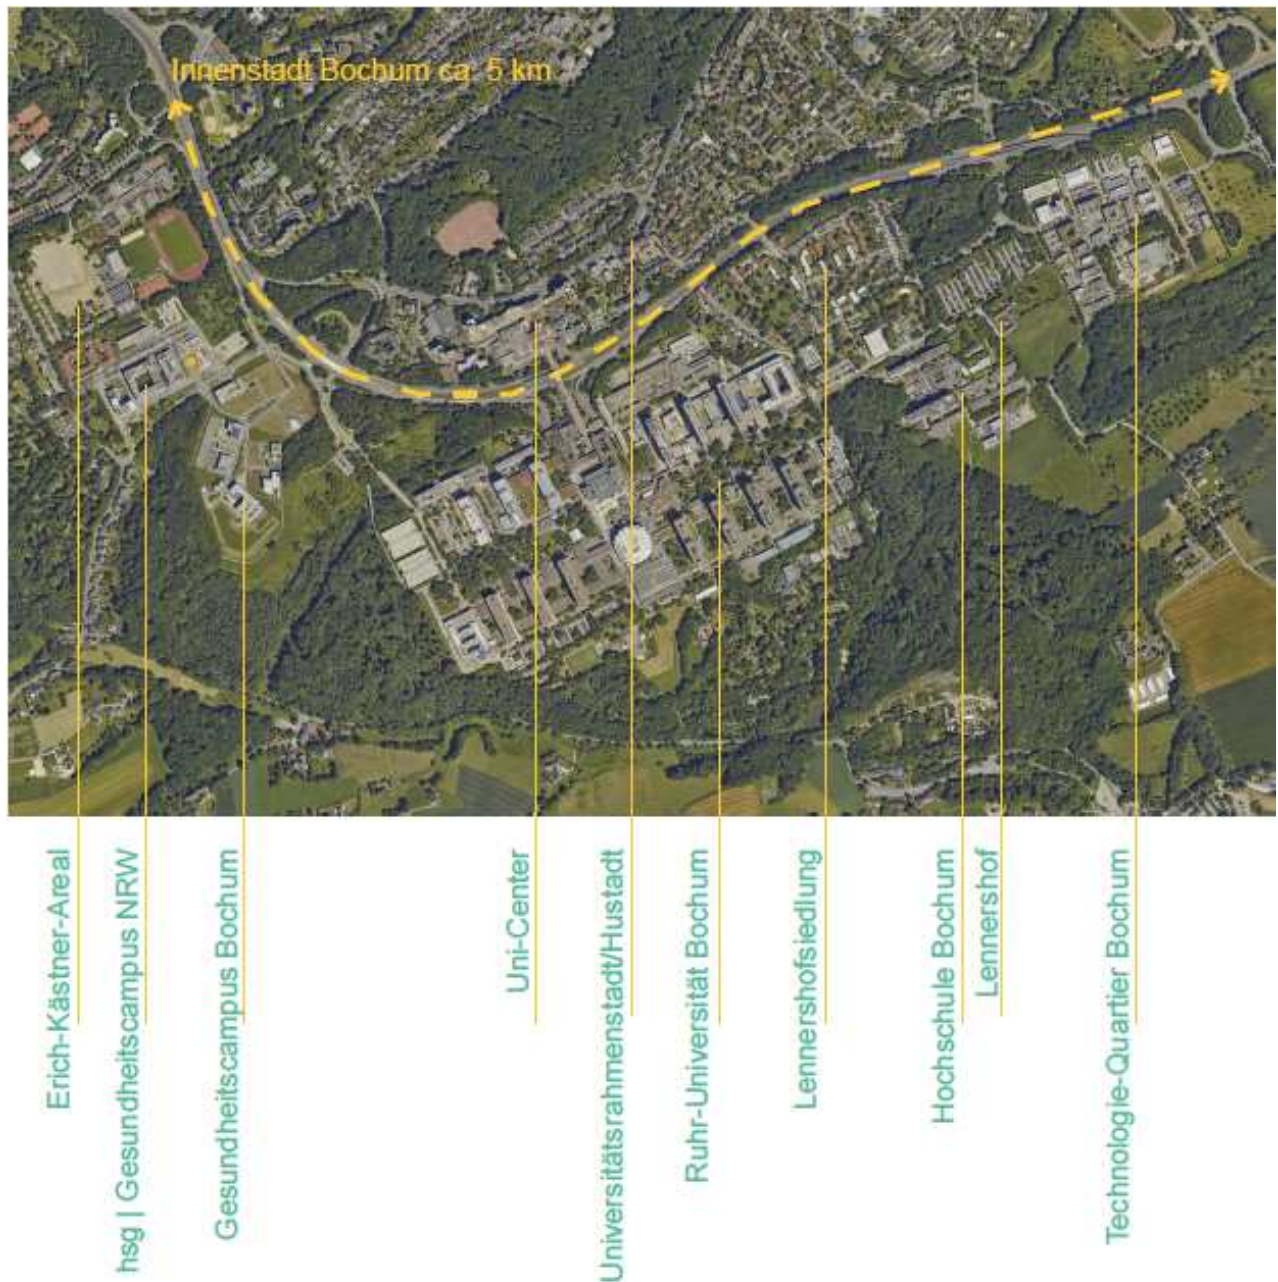 Innenstadt Bochum ca. 5 km
Erich-Kästner-Areal
hsg | Gesundheitscampus NRW
Gesundheitscampus Bochum
Uni-Center
Universitätsrahmenstadt/Hustadt
Ruhr-Universität Bochum
Lennershofsiedlung
Hochschule Bochum
Lennershof
Technologie-Quartier Bochum